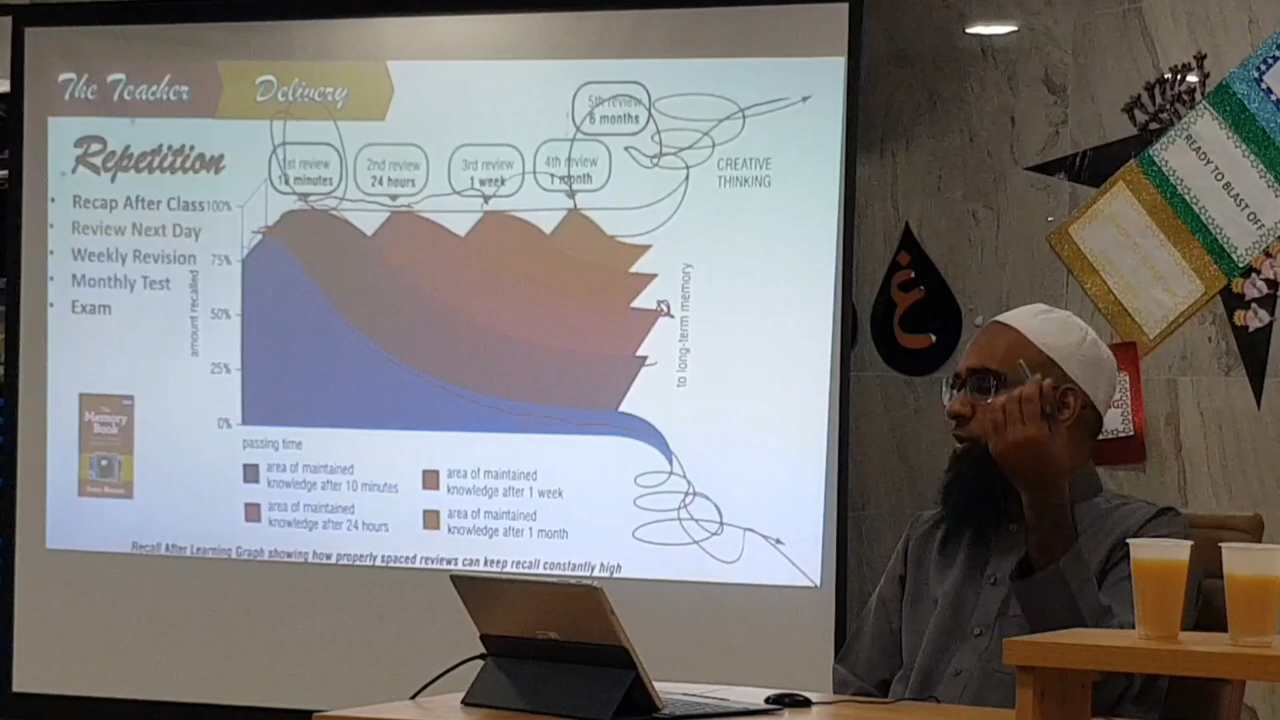 The Teacher
Delivery
Repetition
• Recap After Class
• Review Next Day
• Weekly Revision
• Monthly Test
• Exam
1st review
10 minutes
2nd review
24 hours
3rd review
1 week
4th review
1 month
5th review
6 months
CREATIVE
THINKING
100%
75%
50%
25%
0%
amount recalled
to long-term memory
passing time
area of maintained
knowledge after 10 minutes
area of maintained
knowledge after 24 hours
area of maintained
knowledge after 1 week
area of maintained
knowledge after 1 month
Recall After Learning Graph showing how properly spaced reviews can keep recall constantly high
The
Memory
Book
READY TO BLAST OFF